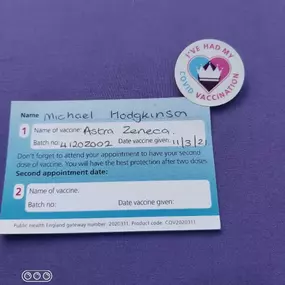 I'VE HAD MY
COVID VACCINATION
Name Michael Hodgkinson
1 Name of vaccine: Astra Zeneca.
Batch no: 41202002 Date vaccine given: 11/3/21
Don't forget to attend your appointment to have your second
dose of vaccine. You will have the best protection after two doses
Second appointment date:
2 Name of vaccine:
Batch no: Date vaccine given:
Public Health England gateway number: 2020311. Product code: COV2020311